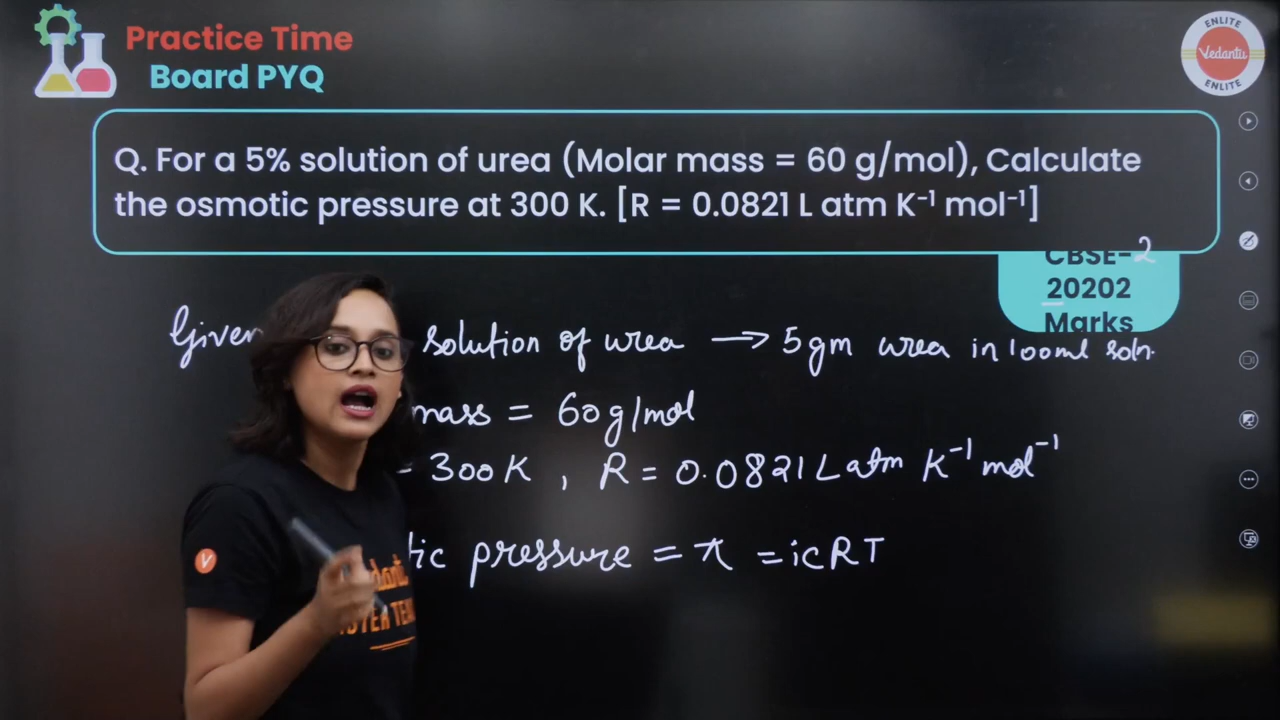 Practice Time
Board PYQ
ENLITE
Vedantu
ENLITE
Q. For a 5% solution of urea (Molar mass = 60 g/mol), Calculate
the osmotic pressure at 300 K. [R = 0.0821 L atm K⁻¹ mol⁻¹]
CBSE-2
20202
Marks
Given solution of urea → 5gm urea in 100ml soln.
mass = 60g/mol
- 300K , R = 0.0821 L atm K⁻¹ mol⁻¹
tic pressure = π = icRT
V